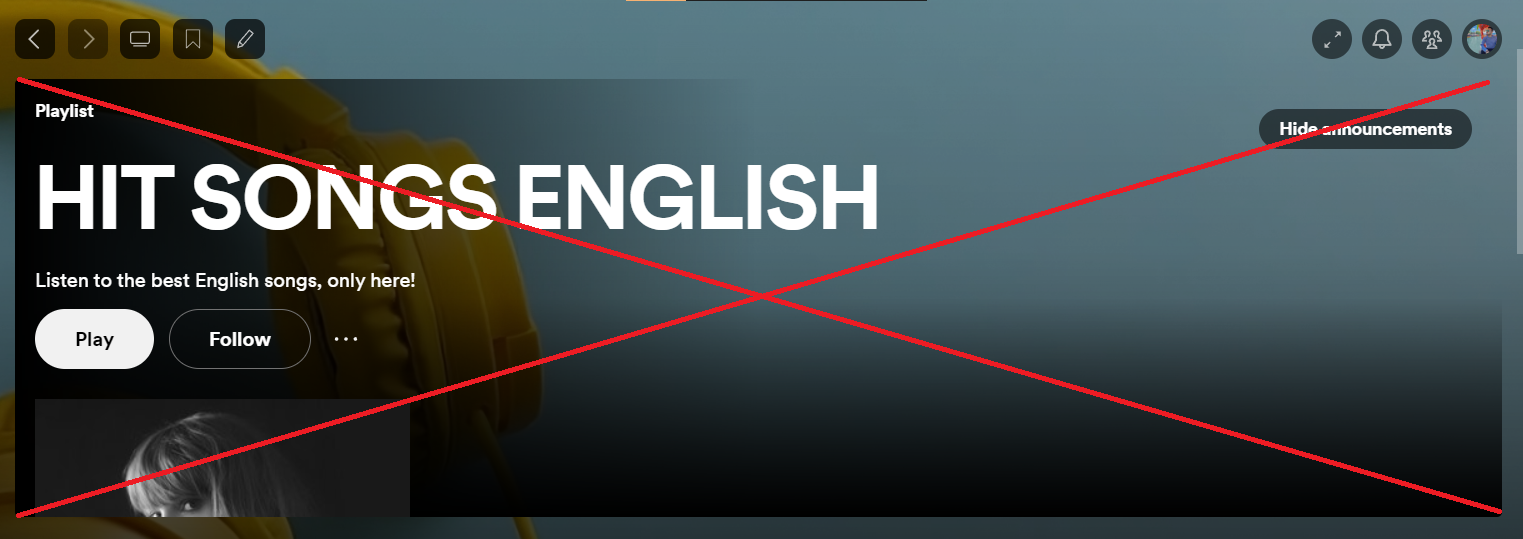 Playlist
Hide announcements
HIT SONGS ENGLISH
Listen to the best English songs, only here!
Play
Follow